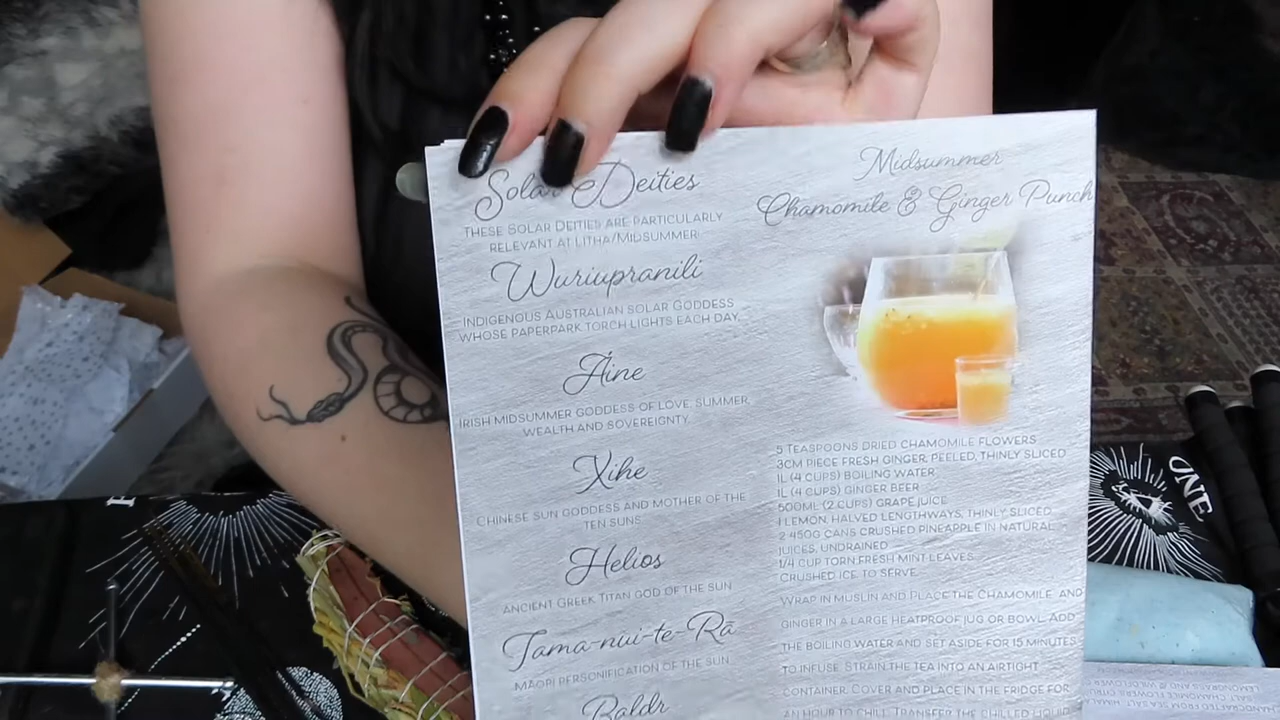 Solar Deities
THESE SOLAR DEITIES ARE PARTICULARLY
RELEVANT AT LITHA/MIDSUMMER
Wuriupranili
INDIGENOUS AUSTRALIAN SOLAR GODDESS
WHOSE PAPERPARK TORCH LIGHTS EACH DAY.
Áine
IRISH MIDSUMMER GODDESS OF LOVE, SUMMER,
WEALTH AND SOVEREIGNTY.
Xihe
CHINESE SUN GODDESS AND MOTHER OF THE
TEN SUNS
Helios
ANCIENT GREEK TITAN GOD OF THE SUN
Tama-nui-te-Rā
MĀORI PERSONIFICATION OF THE SUN
Baldr
Midsummer
Chamomile & Ginger Punch
5 TEASPOONS DRIED CHAMOMILE FLOWERS
3CM PIECE FRESH GINGER, PEELED, THINLY SLICED
1L (4 CUPS) BOILING WATER
1L (4 CUPS) GINGER BEER
500ML (2 CUPS) GRAPE JUICE
1 LEMON, HALVED LENGTHWAYS, THINLY SLICED
2 450G CANS CRUSHED PINEAPPLE IN NATURAL
JUICES, UNDRAINED
1/4 CUP TORN FRESH MINT LEAVES
CRUSHED ICE, TO SERVE
WRAP IN MUSLIN AND PLACE THE CHAMOMILE AND
GINGER IN A LARGE HEATPROOF JUG OR BOWL. ADD
THE BOILING WATER AND SET ASIDE FOR 15 MINUTES
TO INFUSE. STRAIN THE TEA INTO AN AIRTIGHT
CONTAINER. COVER AND PLACE IN THE FRIDGE FOR
AN HOUR TO CHILL. TRANSFER THE CHILLED LIQUID